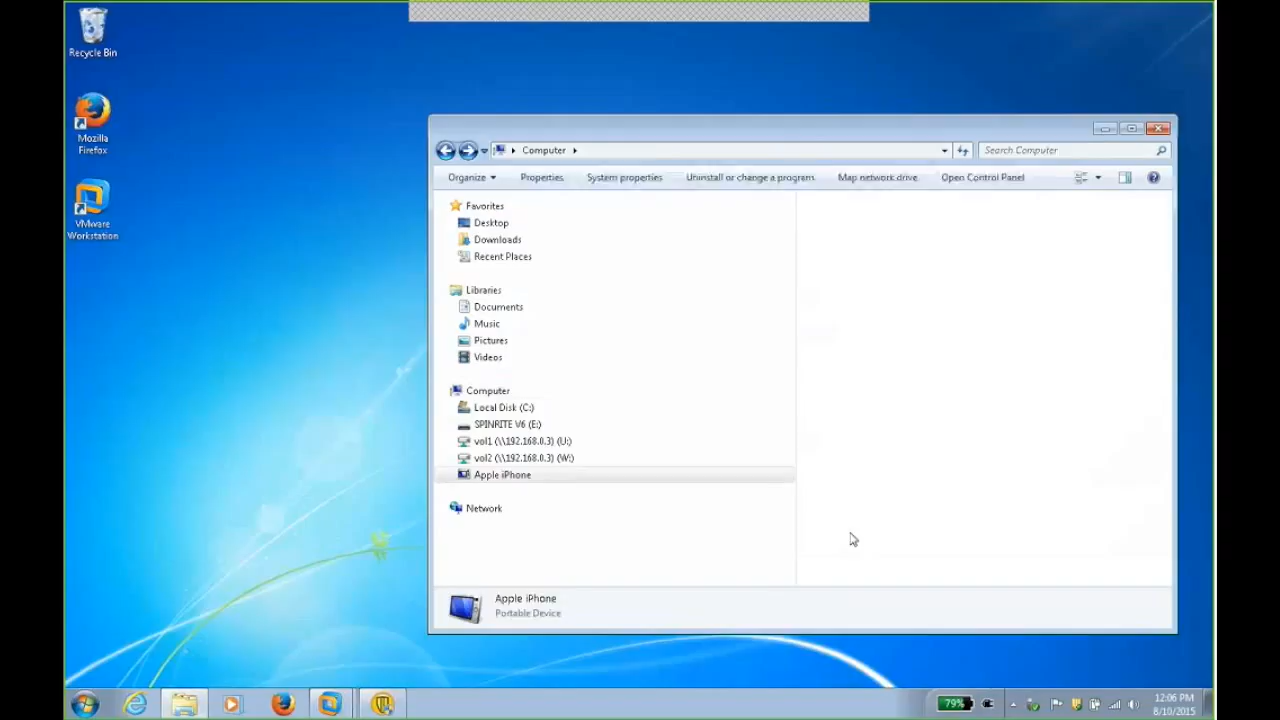 Recycle Bin
Mozilla
Firefox
VMware
Workstation
Computer
Search Computer
Organize
Properties
System properties
Uninstall or change a program
Map network drive
Open Control Panel
Favorites
Desktop
Downloads
Recent Places
Libraries
Documents
Music
Pictures
Videos
Computer
Local Disk (C:)
SPINRITE V6 (E:)
vol1 (\\192.168.0.3) (U:)
vol2 (\\192.168.0.3) (W:)
Apple iPhone
Network
Apple iPhone
Portable Device
79%
12:06 PM
8/10/2015